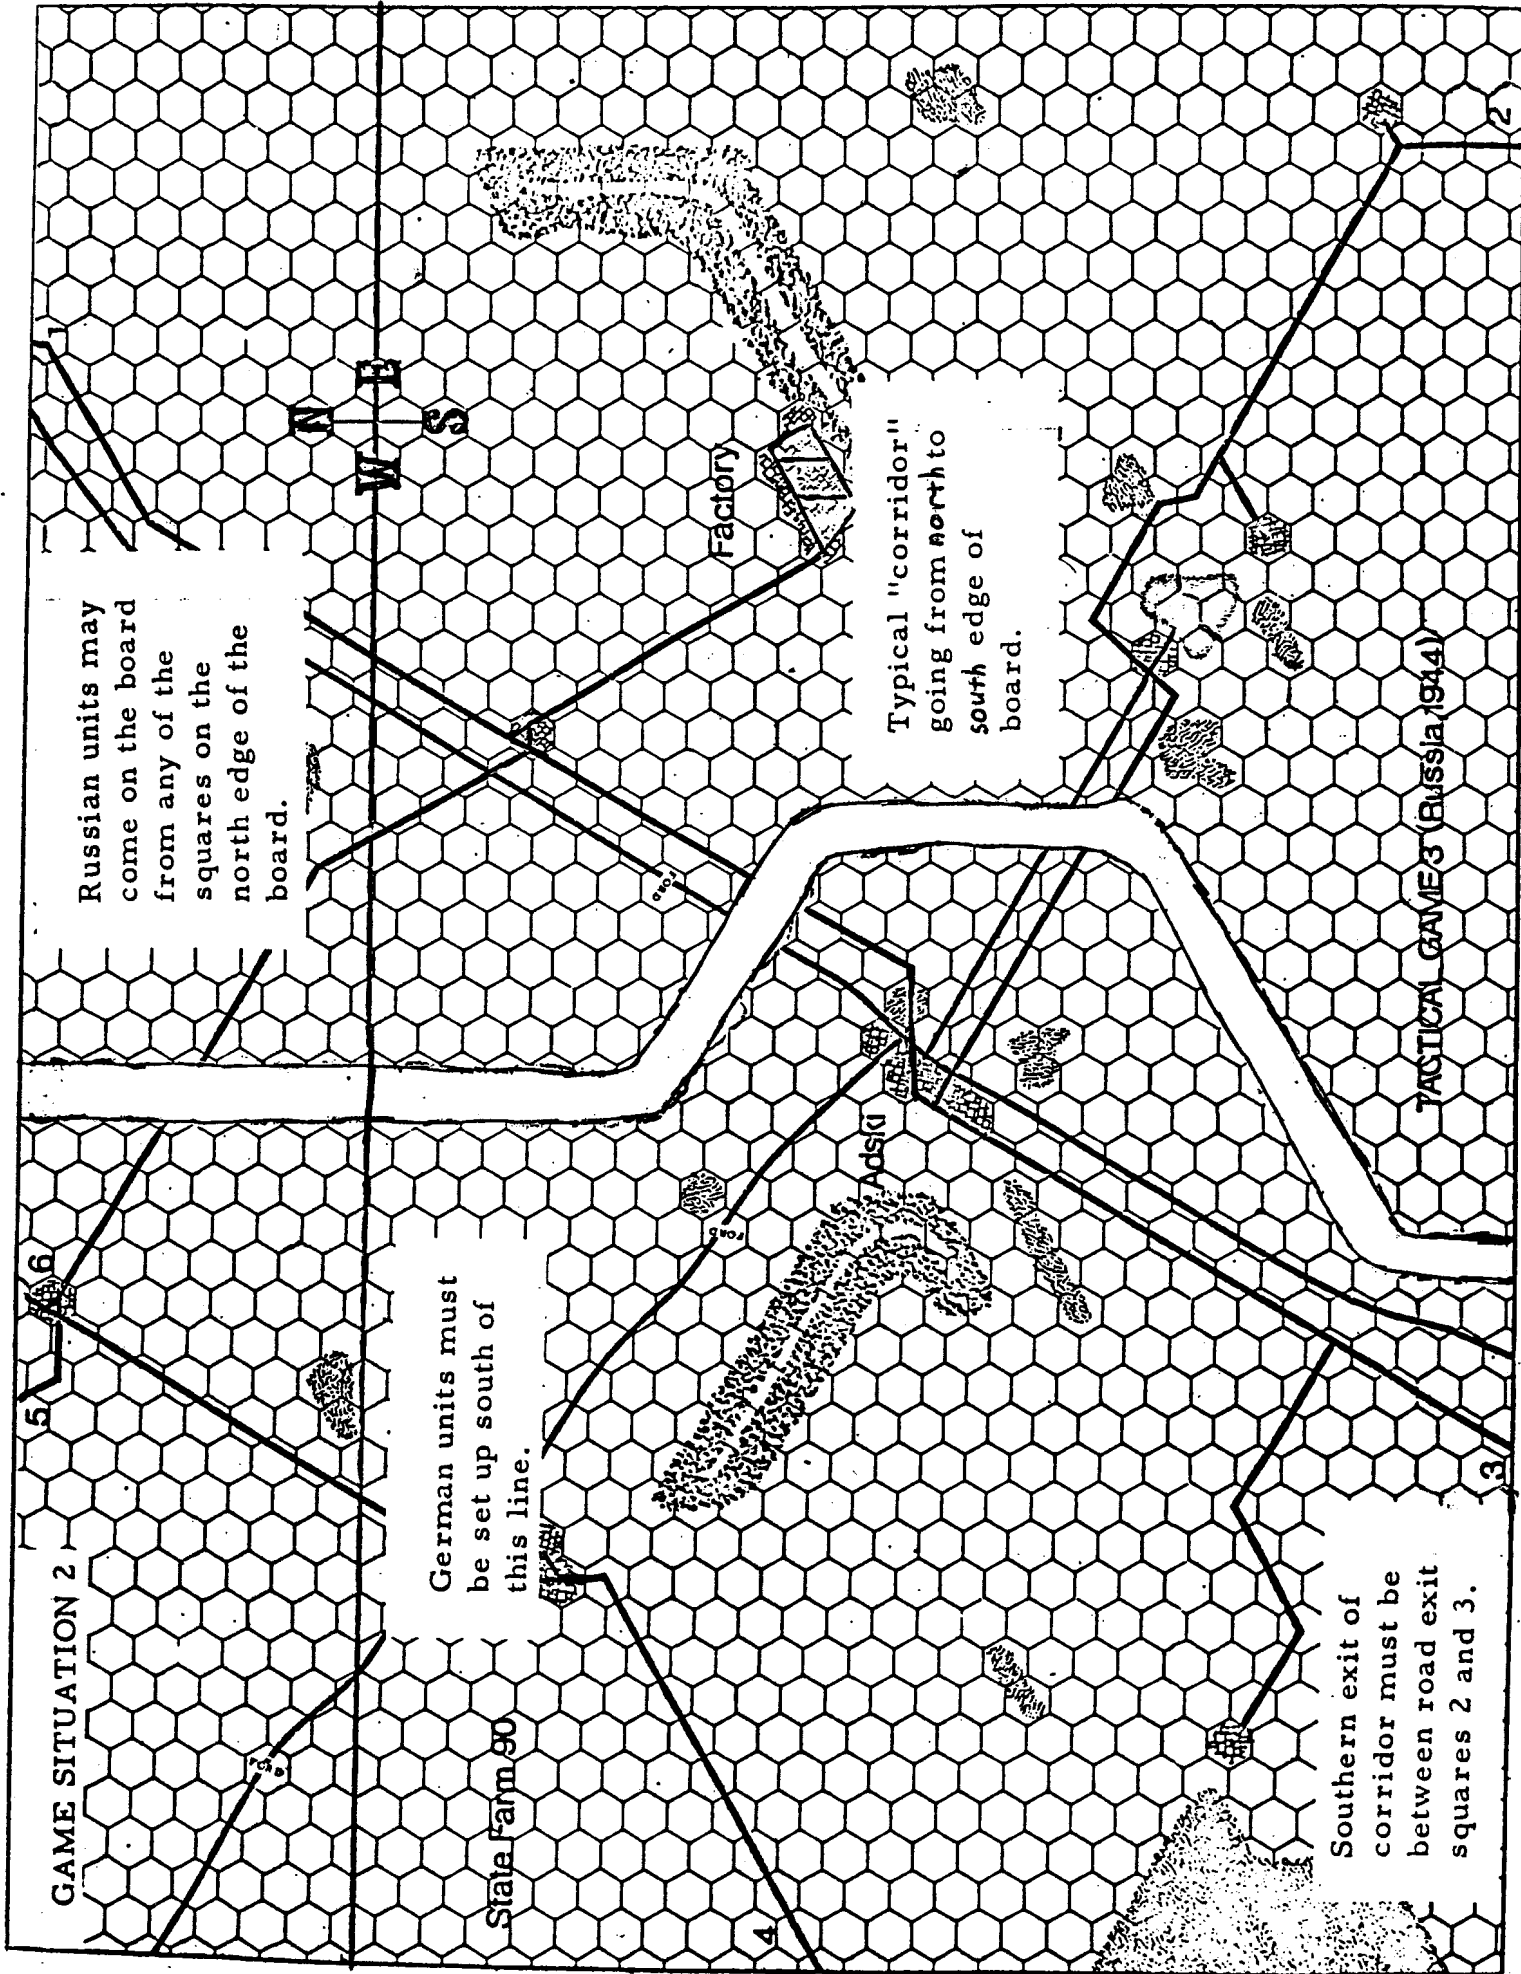 GAME SITUATION 2
5
6
1
Russian units may
come on the board
from any of the
squares on the
north edge of the
board.
N
W E
S
FORD
German units must
be set up south of
this line.
State Farm 90
FORD
FORD
Factory
Adski
4
Typical "corridor"
going from north to
south edge of
board.
Southern exit of
corridor must be
between road exit
squares 2 and 3.
TACTICAL GAME 3 (Russia, 1944)
3
2